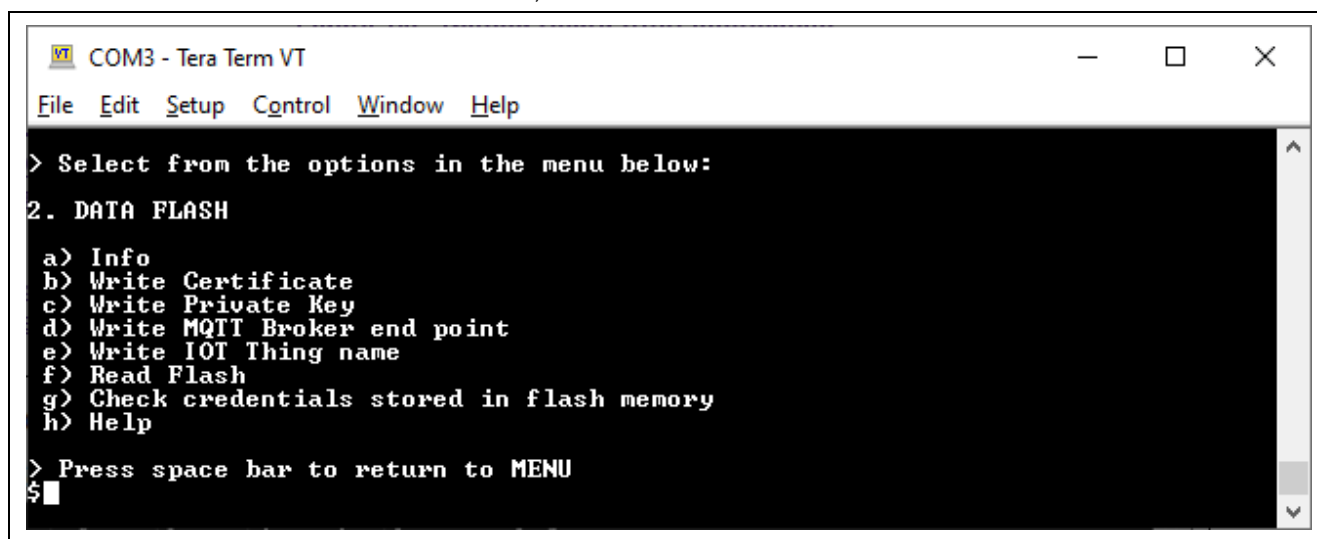 COM3 - Tera Term VT
File Edit Setup Control Window Help
> Select from the options in the menu below:
2. DATA FLASH
a) Info
b) Write Certificate
c) Write Private Key
d) Write MQTT Broker end point
e) Write IOT Thing name
f) Read Flash
g) Check credentials stored in flash memory
h) Help
> Press space bar to return to MENU
$